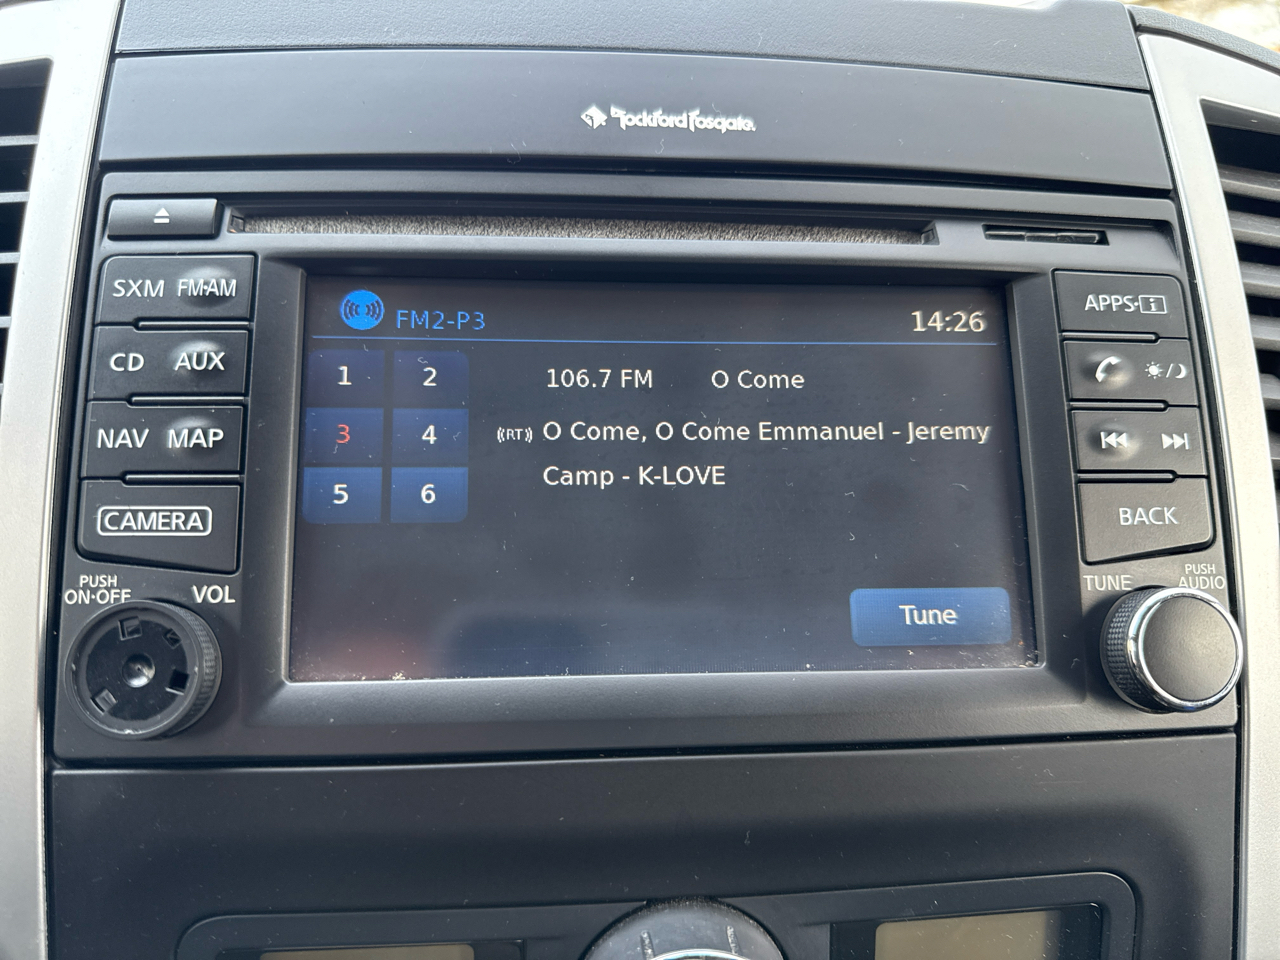 Rockford Fosgate
SXM FM·AM
CD AUX
NAV MAP
CAMERA
PUSH
ON·OFF
VOL
FM2-P3
14:26
1 2
3 4
5 6
106.7 FM O Come
((RT)) O Come, O Come Emmanuel - Jeremy
Camp - K-LOVE
Tune
APPS·i
BACK
TUNE
PUSH
AUDIO